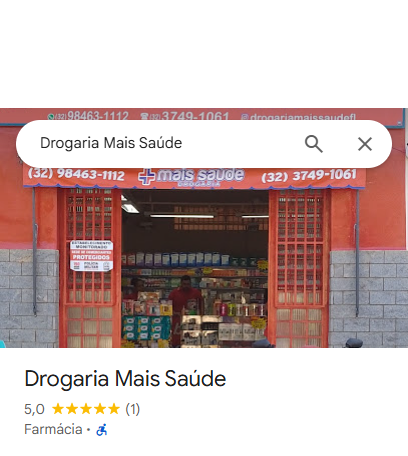 (32) 98463-1112 (32) 3749-1061 @drogariamaissaudefl
Drogaria Mais Saúde
(32) 98463-1112 mais saúde (32) 3749-1061
DROGARIA
ESTABELECIMENTO
MONITORADO
PROTEGIDOS
POLÍCIA
MILITAR
Drogaria Mais Saúde
5,0 (1)
Farmácia